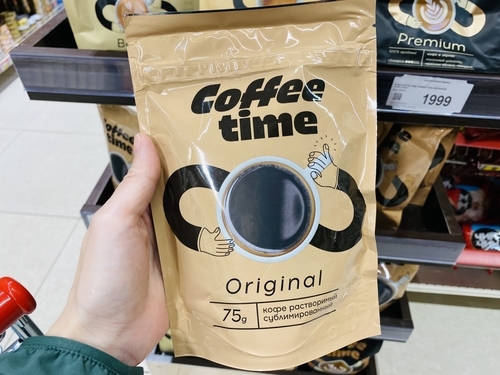 Coffee
time
Original
75g
кофе растворимый
сублимированный
Premium
1999